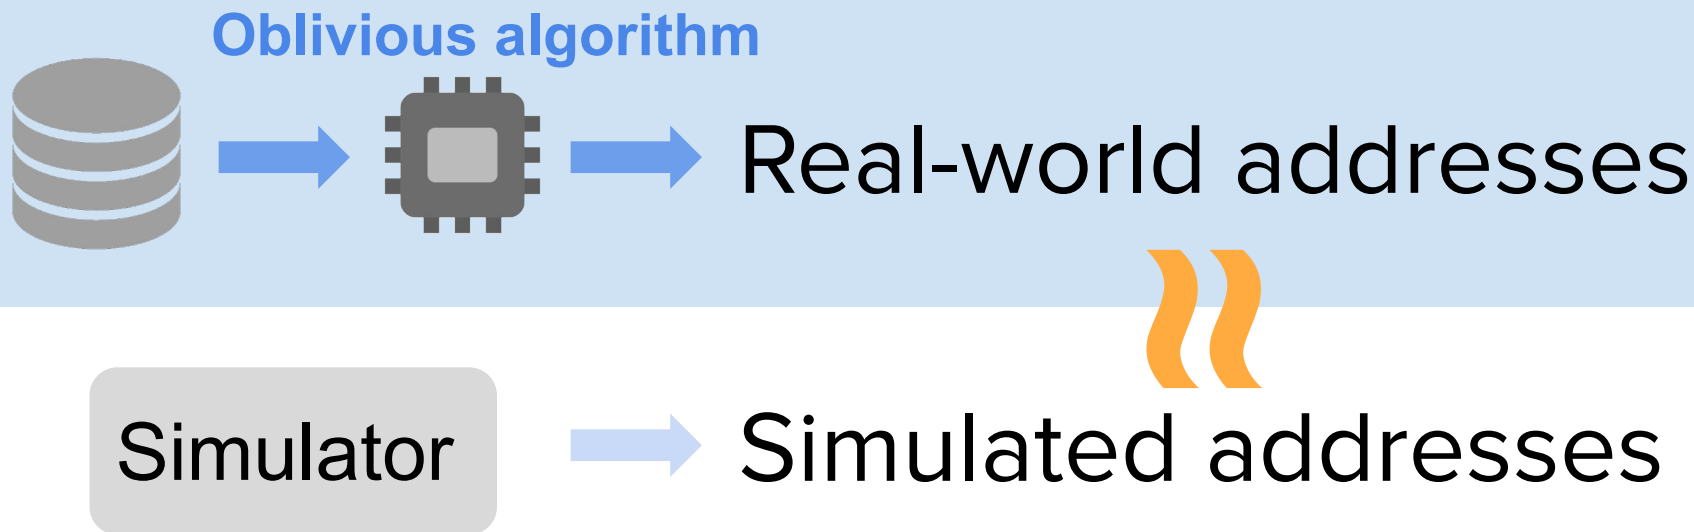 Oblivious algorithm
Real-world addresses
Simulator
Simulated addresses